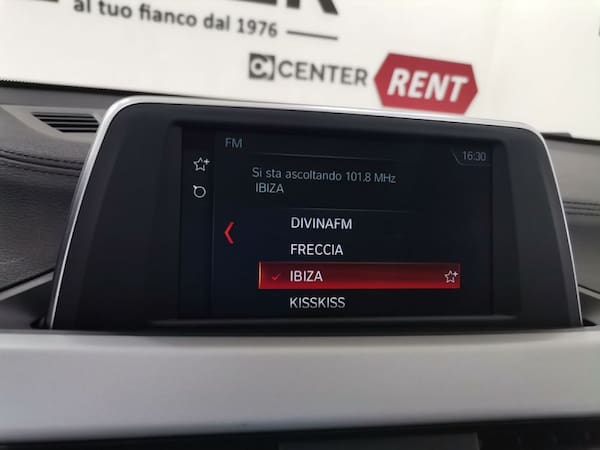 al tuo fianco dal 1976
CENTER
RENT
FM
16:30
Si sta ascoltando 101.8 MHz
IBIZA
DIVINAFM
FRECCIA
IBIZA
KISSKISS